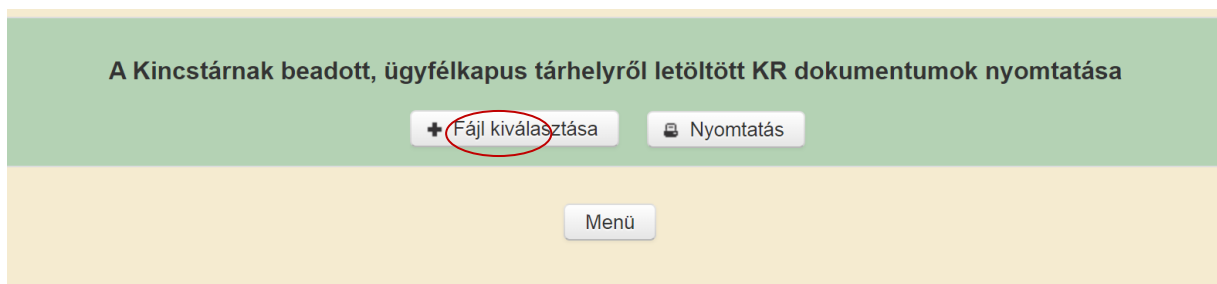 A Kincstárnak beadott, ügyfélkapus tárhelyről letöltött KR dokumentumok nyomtatása
Fájl kiválasztása Nyomtatás
Menü